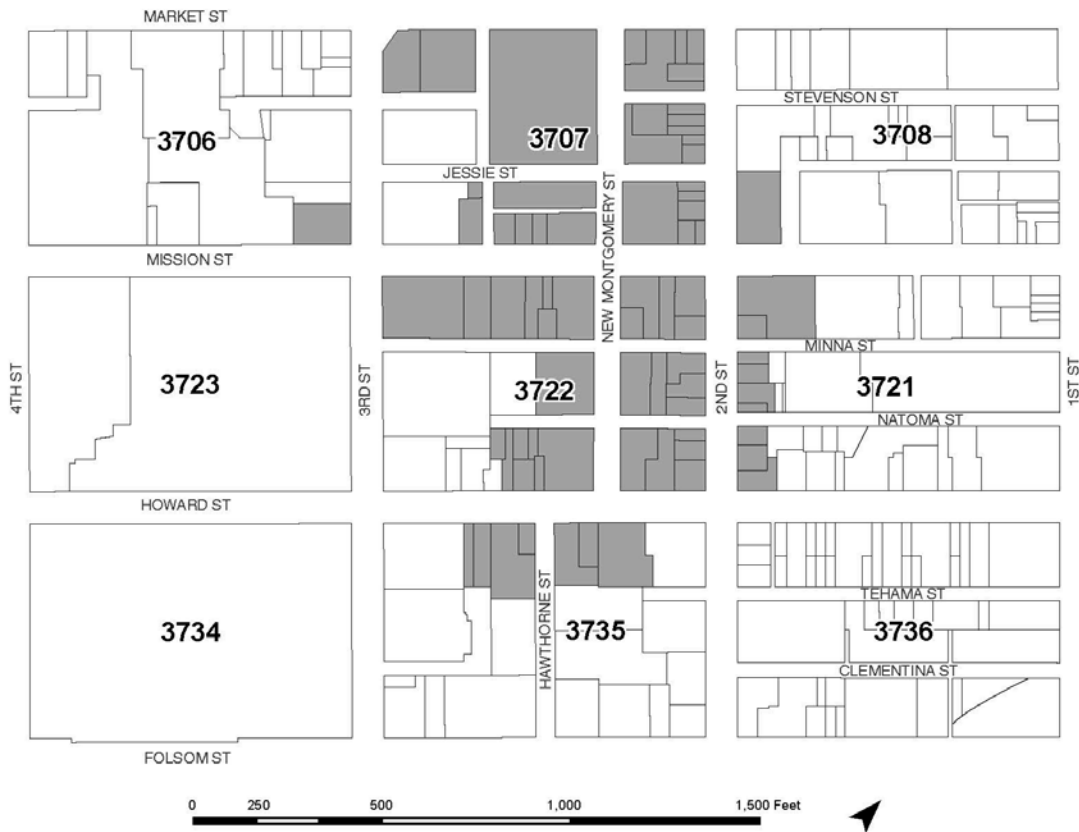 MARKET ST
STEVENSON ST
3706
3707
3708
JESSIE ST
NEW MONTGOMERY ST
MISSION ST
MINNA ST
4TH ST
3723
3RD ST
3722
2ND ST
3721
1ST ST
NATOMA ST
HOWARD ST
TEHAMA ST
3734
HAWTHORNE ST
3735
3736
CLEMENTINA ST
FOLSOM ST
0 250 500 1,000 1,500 Feet